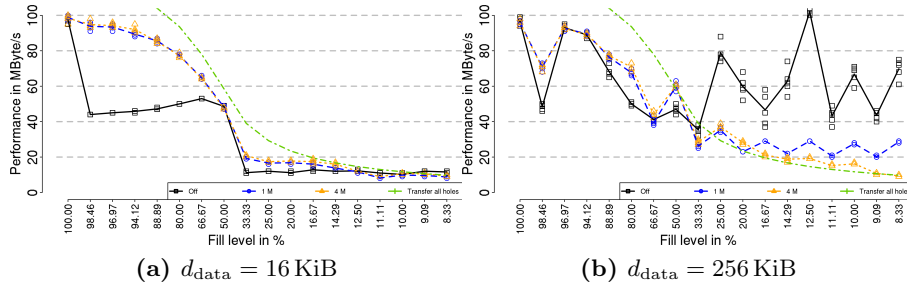 Performance in MByte/s
0 20 40 60 80 100
Off 1 M 4 M Transfer all holes
100.00 98.46 96.97 94.12 88.89 80.00 66.67 50.00 33.33 25.00 20.00 16.67 14.29 12.50 11.11 10.00 9.09 8.33
Fill level in %
(a) d_data = 16 KiB
Performance in MByte/s
0 20 40 60 80 100
Off 1 M 4 M Transfer all holes
100.00 98.46 96.97 94.12 88.89 80.00 66.67 50.00 33.33 25.00 20.00 16.67 14.29 12.50 11.11 10.00 9.09 8.33
Fill level in %
(b) d_data = 256 KiB